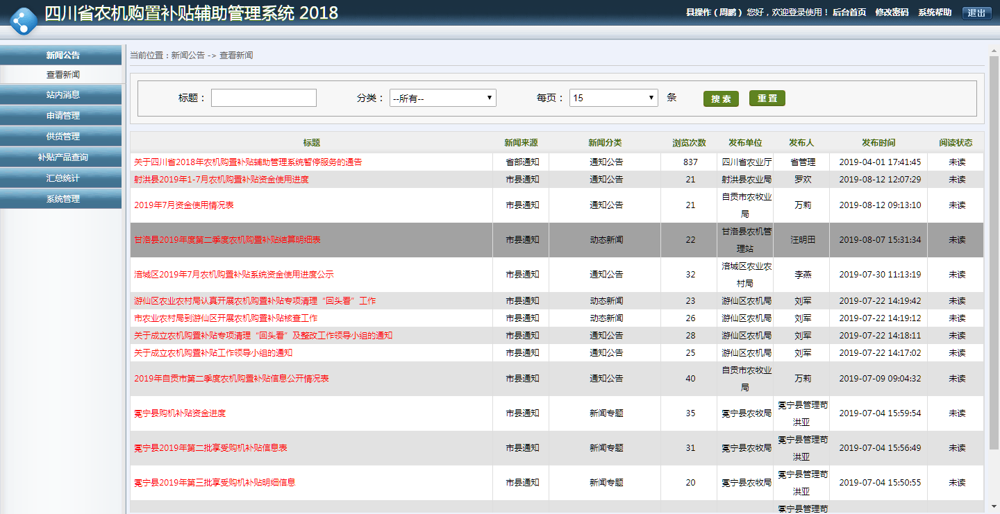 四川省农机购置补贴辅助管理系统 2018
县操作（周鹏）您好，欢迎登录使用！ 后台首页 修改密码 系统帮助 退出
新闻公告
查看新闻
站内消息
申请管理
供货管理
补贴产品查询
汇总统计
系统管理
当前位置：新闻公告 -> 查看新闻
标题： 分类： --所有-- 每页： 15 条 搜 索 重 置
标题 新闻来源 新闻分类 浏览次数 发布单位 发布人 发布时间 阅读状态
关于四川省2018年农机购置补贴辅助管理系统暂停服务的通告 省部通知 通知公告 837 四川省农业厅 省管理 2019-04-01 17:41:45 未读
射洪县2019年1-7月农机购置补贴资金使用进度 市县通知 通知公告 21 射洪县农业局 罗欢 2019-08-12 12:07:29 未读
2019年7月资金使用情况表 市县通知 通知公告 21 自贡市农牧业
局 万莉 2019-08-12 09:13:10 未读
甘洛县2019年度第二季度农机购置补贴结算明细表 市县通知 动态新闻 22 甘洛县农机管
理站 汪明田 2019-08-07 15:31:34 未读
涪城区2019年7月农机购置补贴系统资金使用进度公示 市县通知 通知公告 32 涪城区农业农
村局 李燕 2019-07-30 11:13:19 未读
游仙区农业农村局认真开展农机购置补贴专项清理“回头看”工作 市县通知 动态新闻 23 游仙区农机局 刘军 2019-07-22 14:19:42 未读
市农业农村局到游仙区开展农机购置补贴核查工作 市县通知 动态新闻 26 游仙区农机局 刘军 2019-07-22 14:19:12 未读
关于成立农机购置补贴专项清理“回头看”及整改工作领导小组的通知 市县通知 通知公告 28 游仙区农机局 刘军 2019-07-22 14:18:11 未读
关于成立农机购置补贴工作领导小组的通知 市县通知 通知公告 25 游仙区农机局 刘军 2019-07-22 14:17:02 未读
2019年自贡市第二季度农机购置补贴信息公开情况表 市县通知 通知公告 40 自贡市农牧业
局 万莉 2019-07-09 09:04:32 未读
冕宁县购机补贴资金进度 市县通知 新闻专题 35 冕宁县农牧局 冕宁县管理苟
洪亚 2019-07-04 15:59:54 未读
冕宁县2019年第二批享受购机补贴信息表 市县通知 新闻专题 31 冕宁县农牧局 冕宁县管理苟
洪亚 2019-07-04 15:56:49 未读
冕宁县2019年第三批享受购机补贴明细信息 市县通知 新闻专题 20 冕宁县农牧局 冕宁县管理苟
洪亚 2019-07-04 15:50:55 未读
冕宁县管理苟